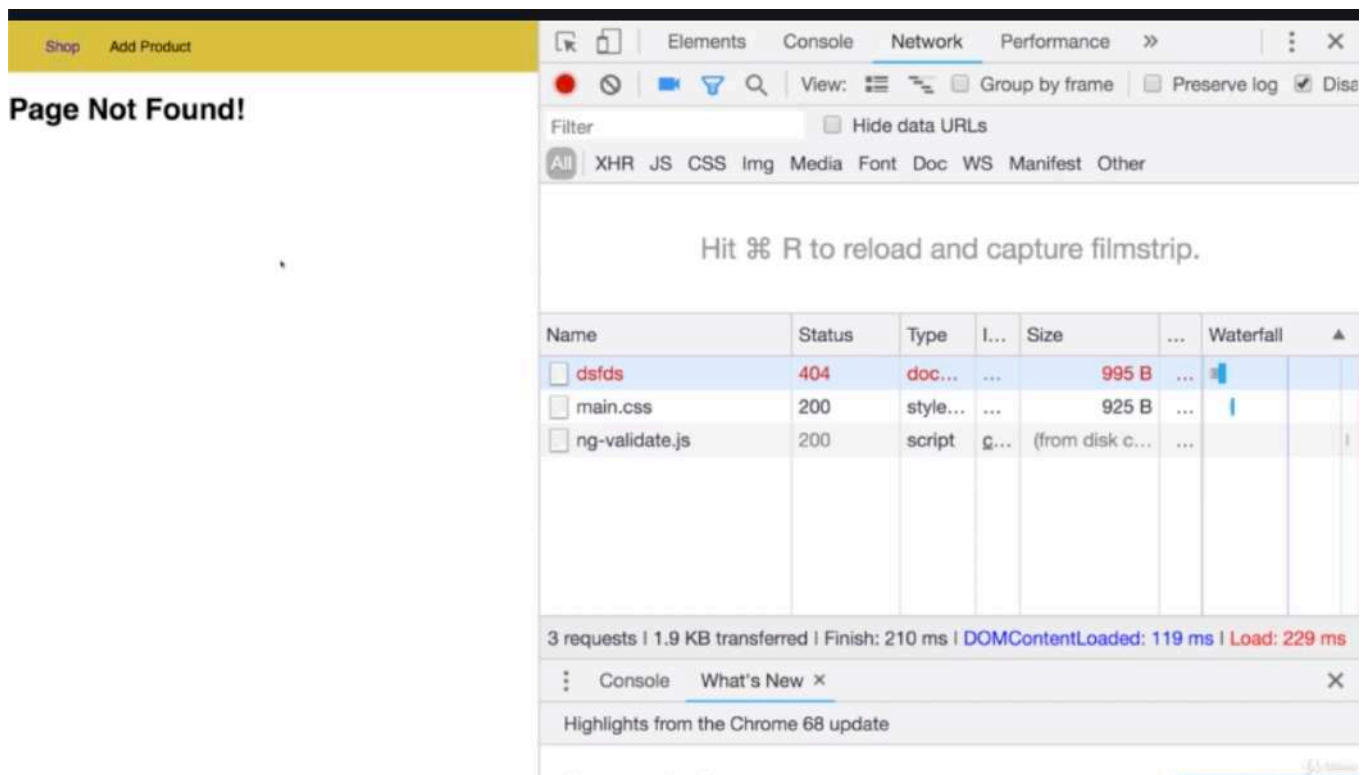 Shop Add Product
Page Not Found!
Elements Console Network Performance »
View: Group by frame Preserve log Disa
Filter Hide data URLs
All XHR JS CSS Img Media Font Doc WS Manifest Other
Hit ⌘ R to reload and capture filmstrip.
Name Status Type I... Size ... Waterfall
dsfds 404 doc... ... 995 B ...
main.css 200 style... ... 925 B ...
ng-validate.js 200 script c... (from disk c... ...
3 requests | 1.9 KB transferred | Finish: 210 ms | DOMContentLoaded: 119 ms | Load: 229 ms
Console What's New ×
Highlights from the Chrome 68 update